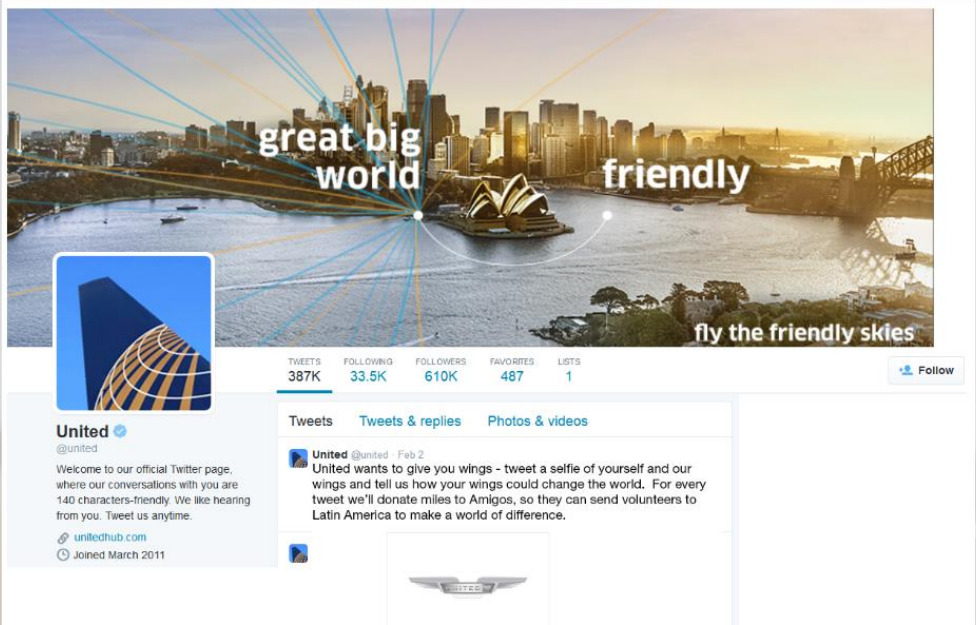 great big
world
friendly
fly the friendly skies
TWEETS FOLLOWING FOLLOWERS FAVORITES LISTS
387K 33.5K 610K 487 1
Follow
Tweets Tweets & replies Photos & videos
United
@united
Welcome to our official Twitter page,
where our conversations with you are
140 characters-friendly. We like hearing
from you. Tweet us anytime.
unitedhub.com
Joined March 2011
United @united · Feb 2
United wants to give you wings - tweet a selfie of yourself and our
wings and tell us how your wings could change the world. For every
tweet we'll donate miles to Amigos, so they can send volunteers to
Latin America to make a world of difference.
UNITED